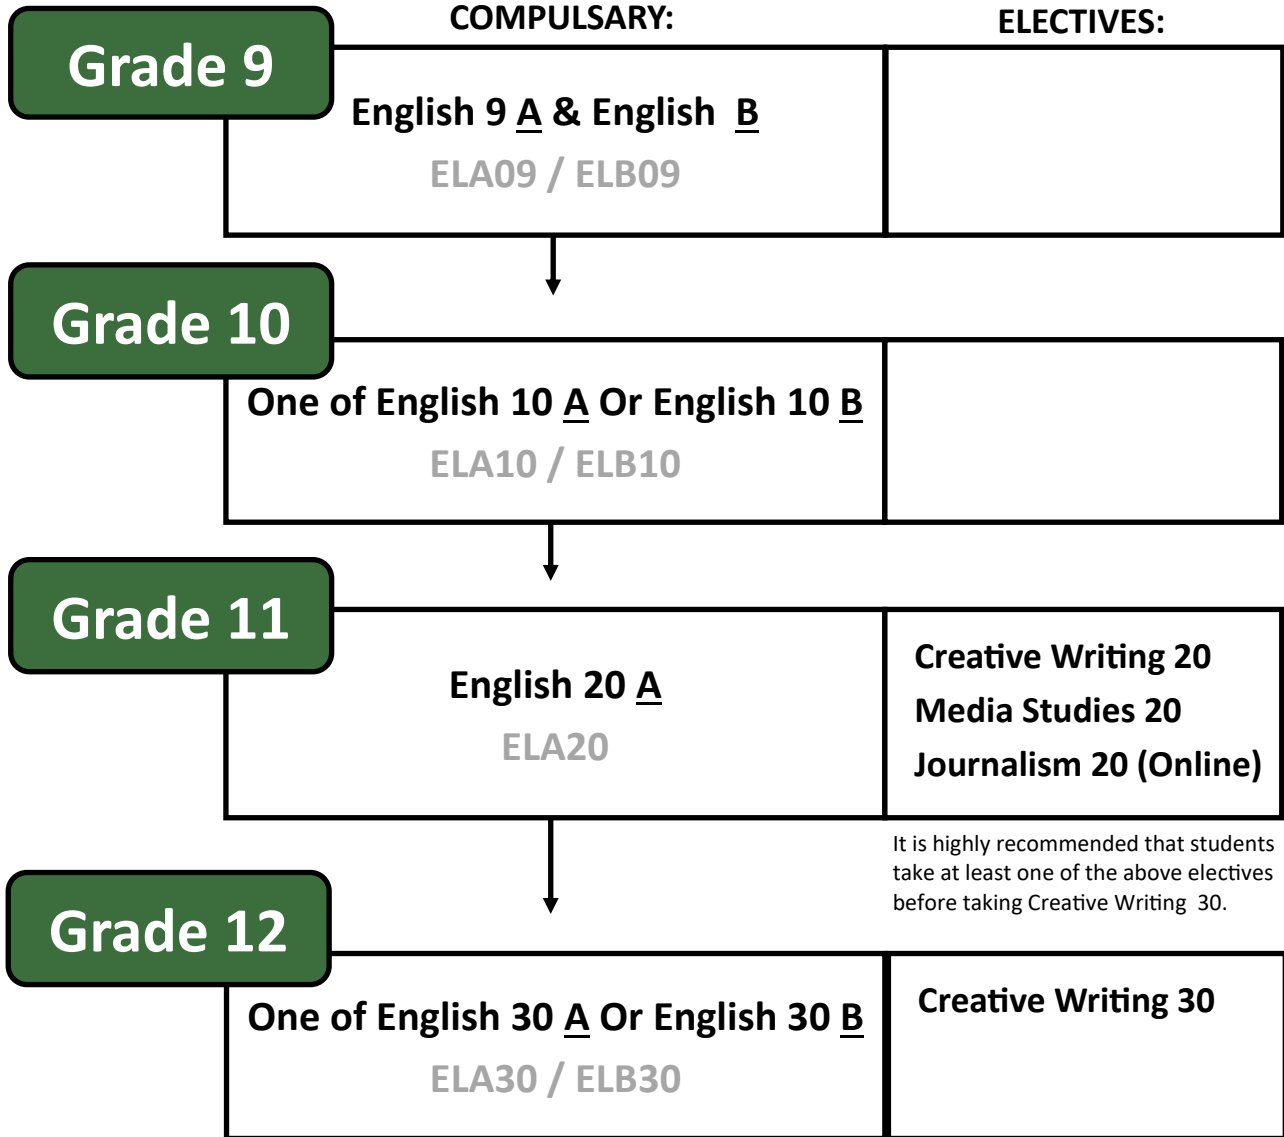 COMPULSARY:
ELECTIVES:
Grade 9
English 9 A & English B
ELA09 / ELB09
Grade 10
One of English 10 A Or English 10 B
ELA10 / ELB10
Grade 11
English 20 A
ELA20
Creative Writing 20
Media Studies 20
Journalism 20 (Online)
It is highly recommended that students
take at least one of the above electives
before taking Creative Writing 30.
Grade 12
One of English 30 A Or English 30 B
ELA30 / ELB30
Creative Writing 30